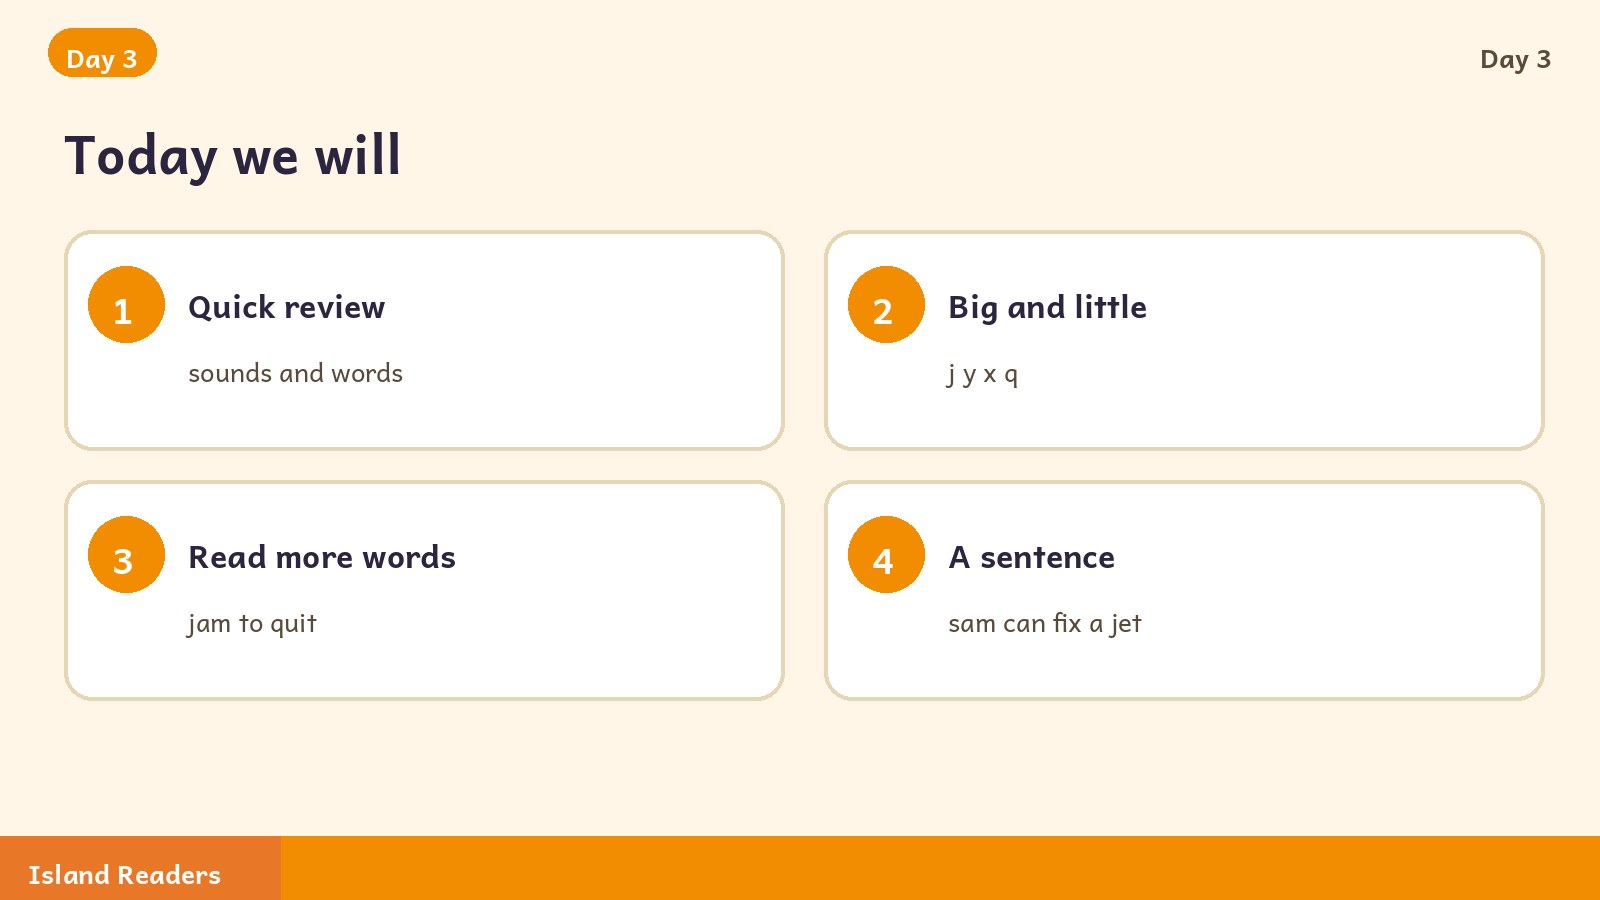 Day 3
Day 3
Today we will
1
Quick review
sounds and words
2
Big and little
j y x q
3
Read more words
jam to quit
4
A sentence
sam can fix a jet
Island Readers